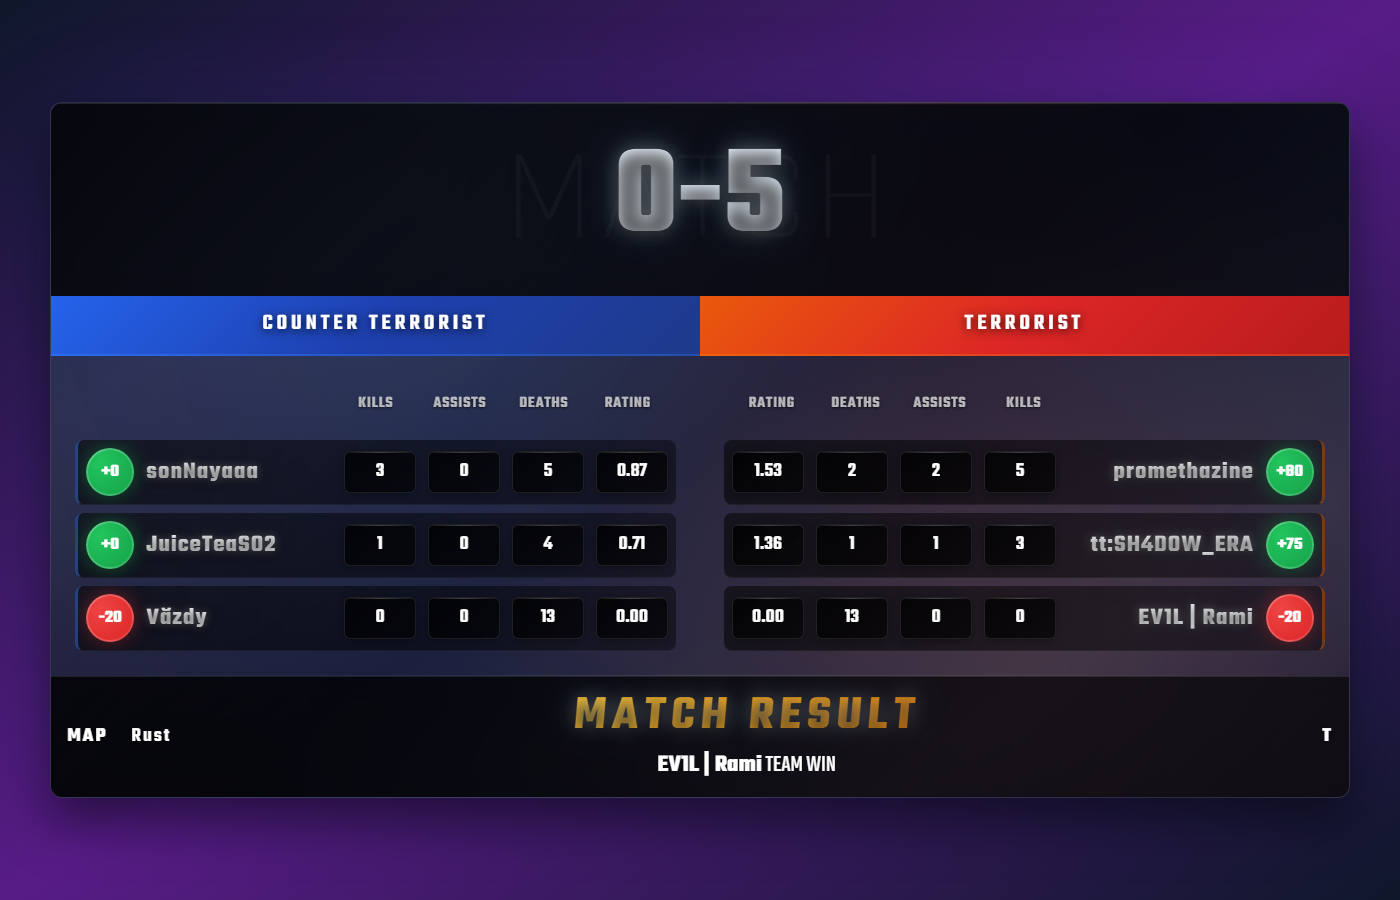 MATCH
0-5
COUNTER TERRORIST TERRORIST
KILLS ASSISTS DEATHS RATING RATING DEATHS ASSISTS KILLS
+0 sonNayaaa 3 0 5 0.87 1.53 2 2 5 promethazine +80
+0 JuiceTeaSO2 1 0 4 0.71 1.36 1 1 3 tt:SH4DOW_ERA +75
-20 Văzdy 0 0 13 0.00 0.00 13 0 0 EV1L | Rami -20
MATCH RESULT
MAP Rust T
EV1L | Rami TEAM WIN